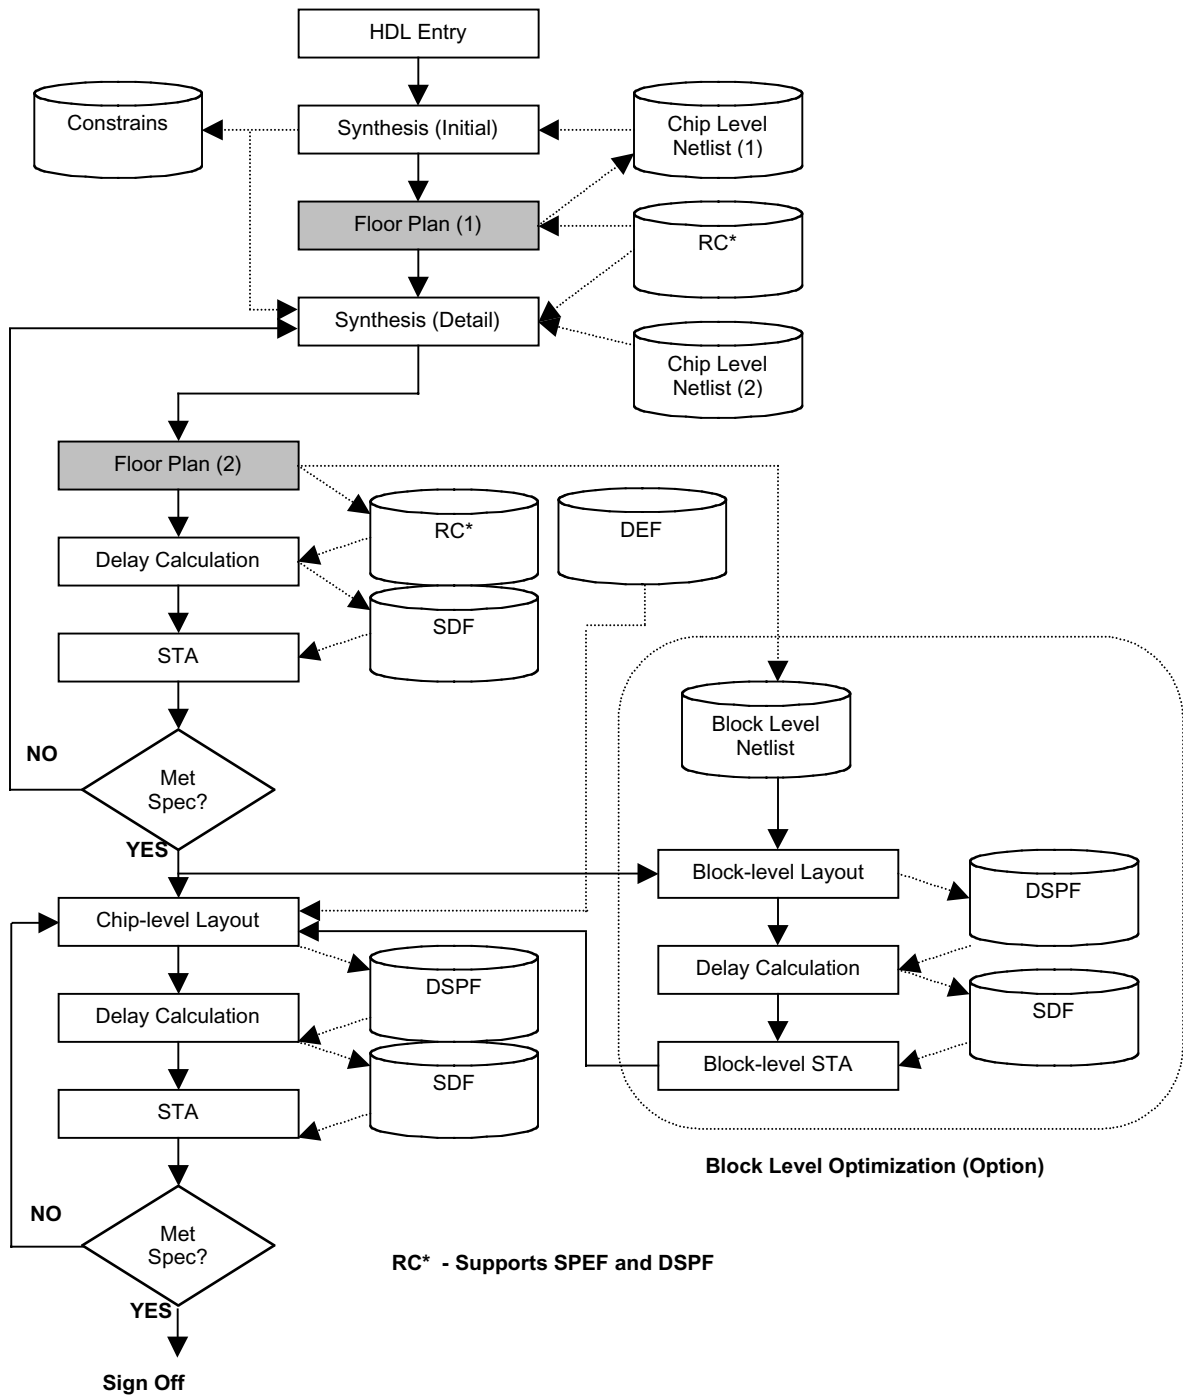 HDL Entry
Constrains
Synthesis (Initial)
Chip Level
Netlist (1)
Floor Plan (1)
RC*
Synthesis (Detail)
Chip Level
Netlist (2)
Floor Plan (2)
RC*
DEF
Delay Calculation
SDF
STA
Block Level
Netlist
NO
Met
Spec?
YES
Block-level Layout
DSPF
Chip-level Layout
Delay Calculation
DSPF
SDF
Delay Calculation
Block-level STA
SDF
STA
Block Level Optimization (Option)
NO
Met
Spec?
RC* - Supports SPEF and DSPF
YES
Sign Off